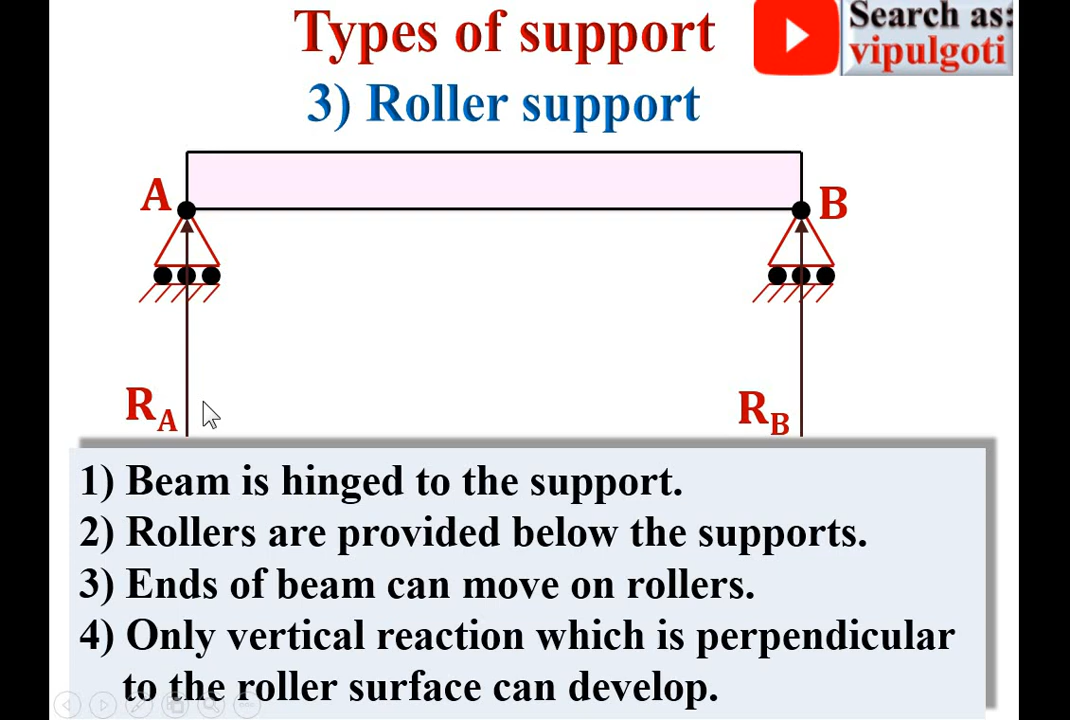 Types of support
Search as:
vipulgoti
3) Roller support
A
B
R_A
R_B
1) Beam is hinged to the support.
2) Rollers are provided below the supports.
3) Ends of beam can move on rollers.
4) Only vertical reaction which is perpendicular
to the roller surface can develop.